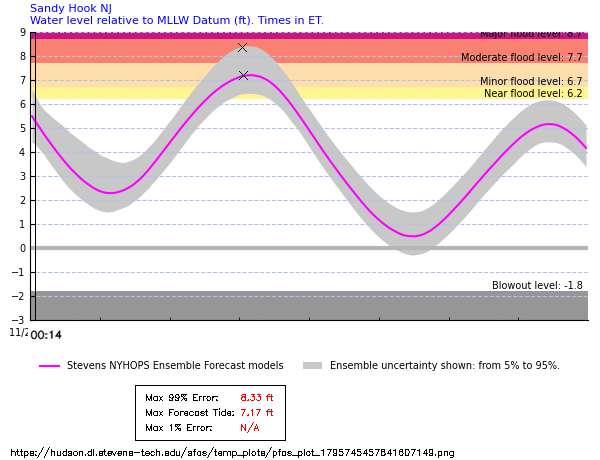 Sandy Hook NJ
Water level relative to MLLW Datum (ft). Times in ET.
9
Major flood level: 8.7
8
Moderate flood level: 7.7
7
Minor flood level: 6.7
Near flood level: 6.2
6
5
4
3
2
1
0
−1
Blowout level: -1.8
−2
−3
11/2
00:14
Stevens NYHOPS Ensemble Forecast models
Ensemble uncertainty shown: from 5% to 95%.
Max 99% Error: 8.33 ft
Max Forecast Tide: 7.17 ft
Max 1% Error: N/A
https://hudson.dl.stevens-tech.edu/sfas/temp_plots/pfas_plot_1795745457841807149.png